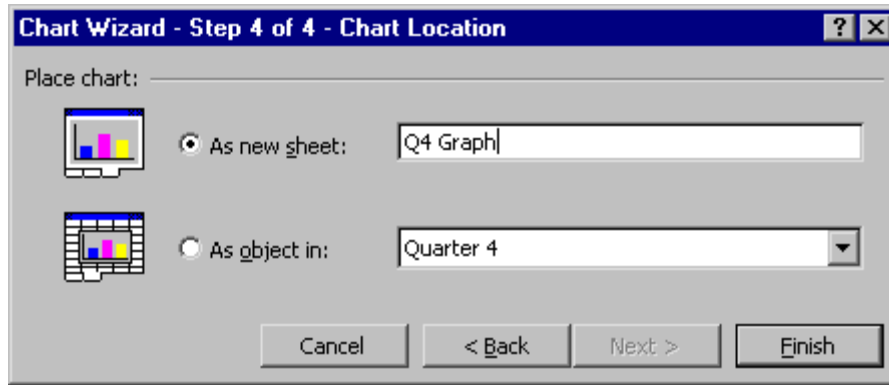 Chart Wizard - Step 4 of 4 - Chart Location ?
Place chart:
As new sheet: Q4 Graph
As object in: Quarter 4
Cancel < Back Next > Finish